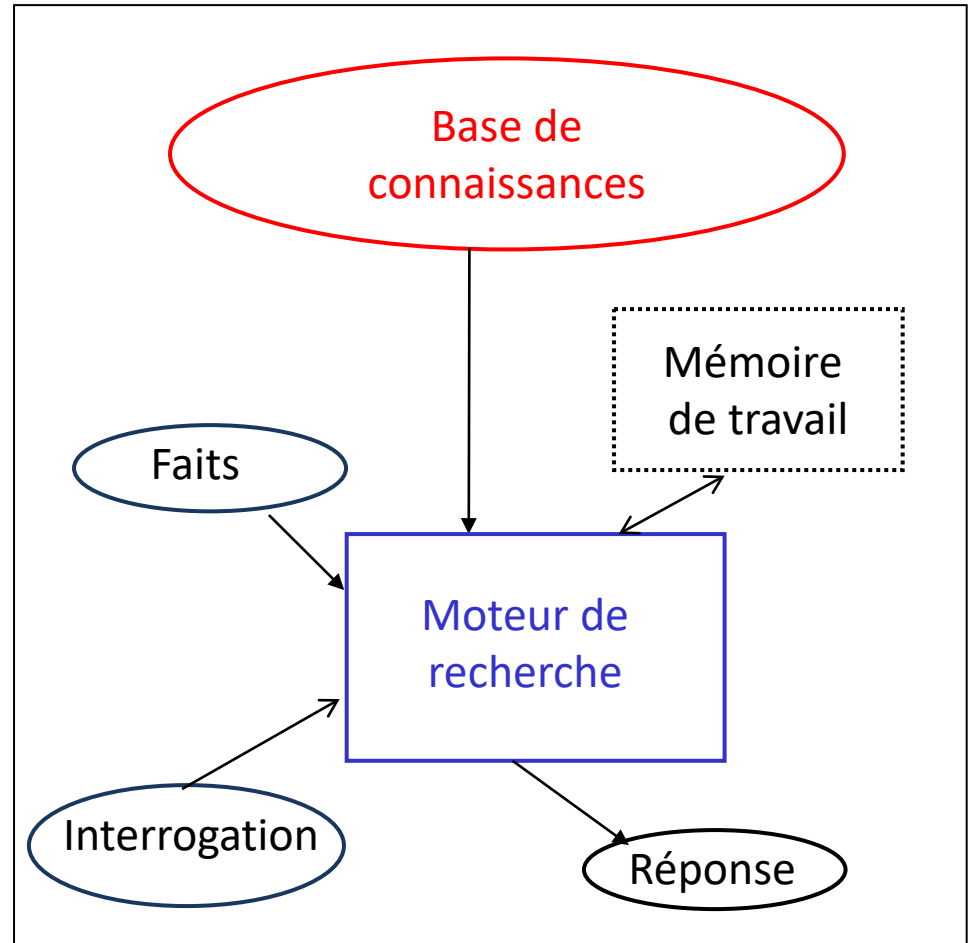 Base de
connaissances
Mémoire
de travail
Faits
Moteur de
recherche
Interrogation
Réponse